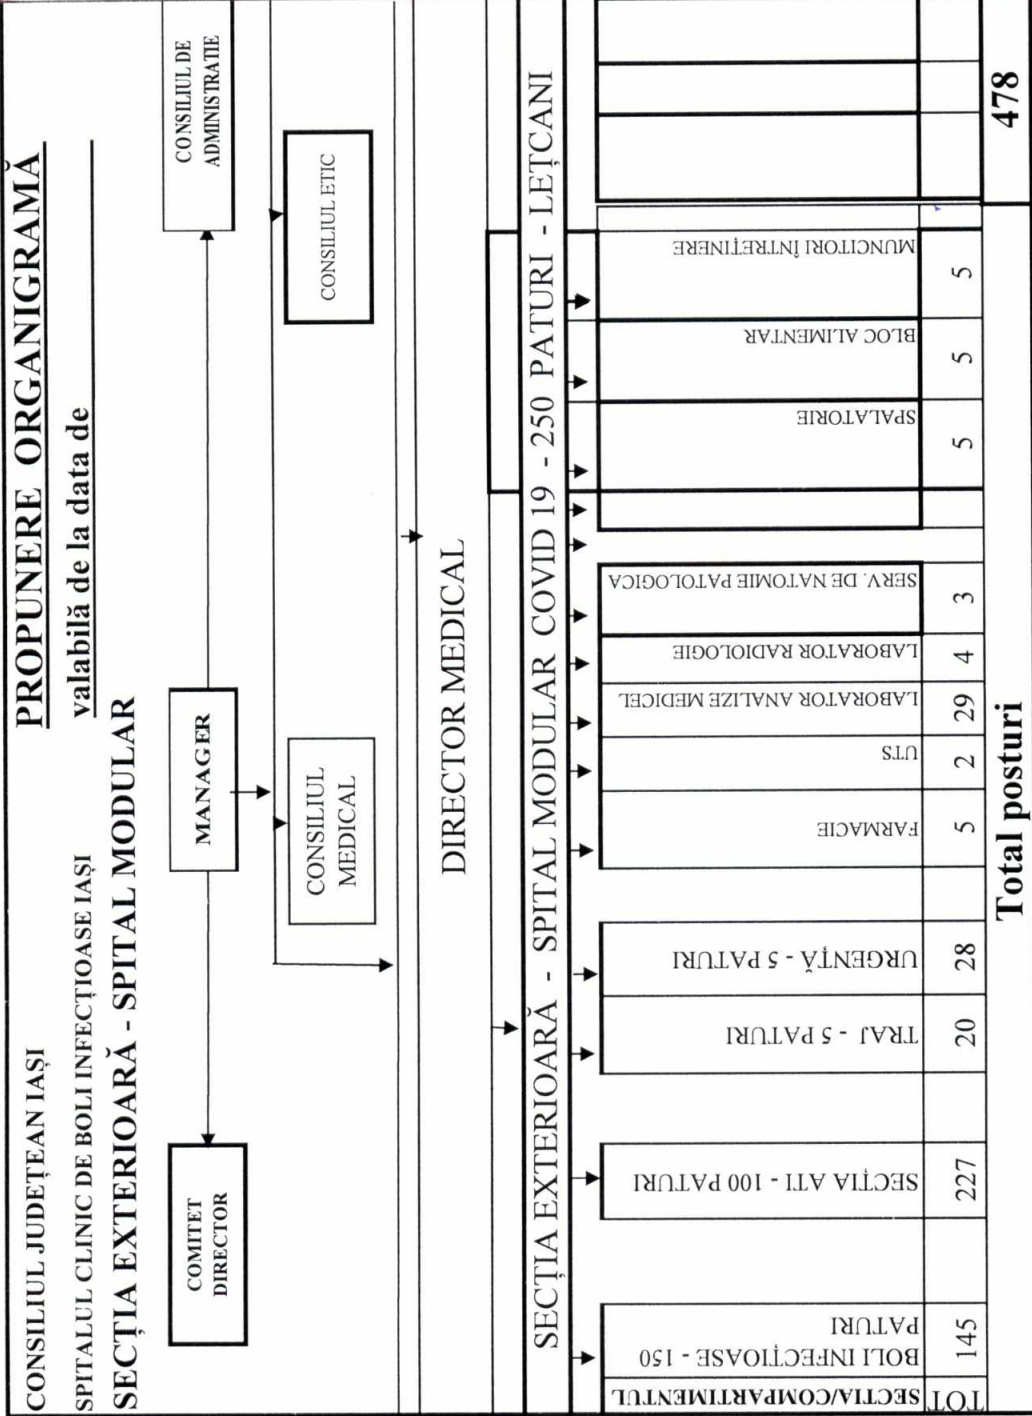 PROPUNERE ORGANIGRAMĂ
valabilă de la data de
CONSILIUL JUDEȚEAN IAȘI
SPITALUL CLINIC DE BOLI INFECȚIOASE IAȘI
SECȚIA EXTERIOARĂ - SPITAL MODULAR
COMITET
DIRECTOR
MANAGER
CONSILIUL DE
ADMINISTRATIE
CONSILIUL
MEDICAL
CONSILIUL ETIC
DIRECTOR MEDICAL
SECȚIA EXTERIOARĂ - SPITAL MODULAR COVID 19 - 250 PATURI - LEȚCANI
SECTIA/COMPARTIMENTUL
BOLI INFECȚIOASE - 150
PATURI
SECȚIA ATI - 100 PATURI
TRAJ - 5 PATURI
URGENȚĂ - 5 PATURI
FARMACIE
UTS
LABORATOR ANALIZE MEDICEL
LABORATOR RADIOLOGIE
SERV. DE NATOMIE PATOLOGICA
SPALATORIE
BLOC ALIMENTAR
MUNCITORI ÎNTREȚINERE
TOT
145
227
20
28
5
2
29
4
3
5
5
5
Total posturi
478